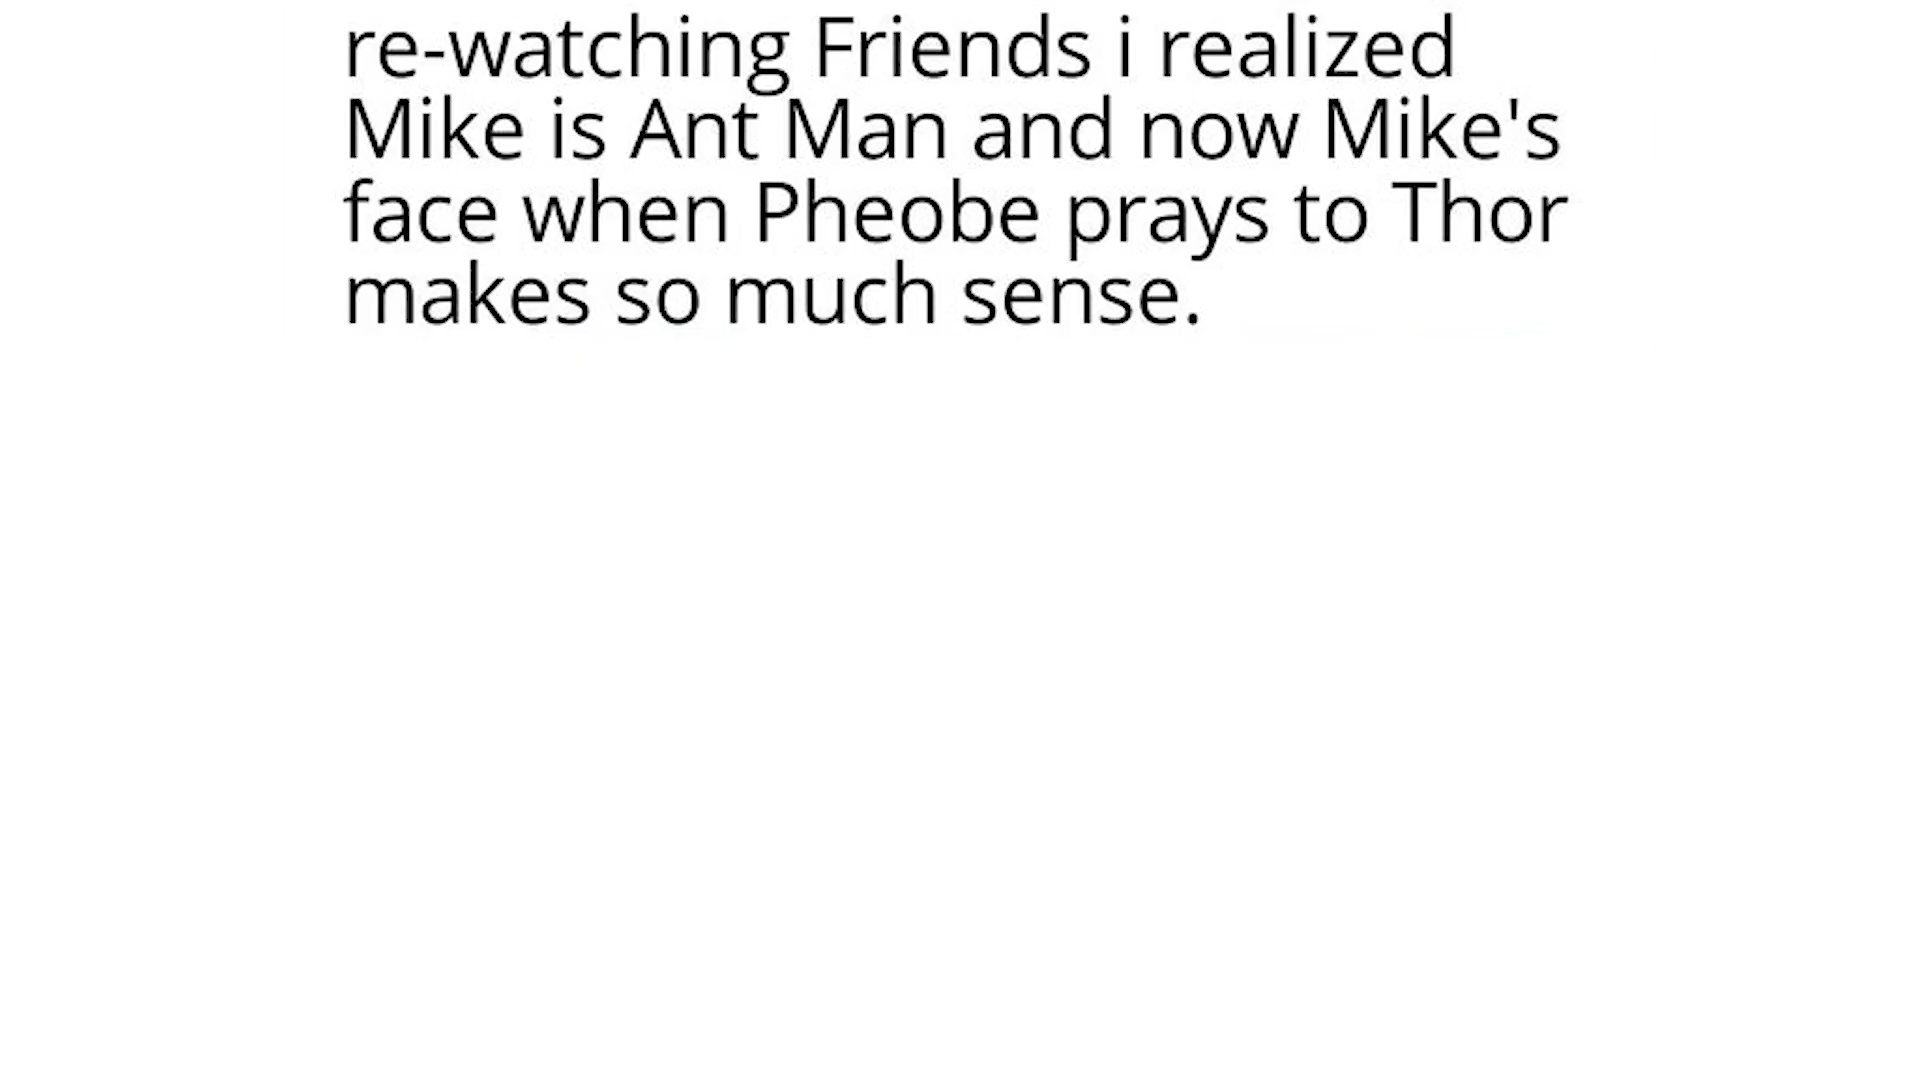 re-watching Friends i realized
Mike is Ant Man and now Mike's
face when Pheobe prays to Thor
makes so much sense.